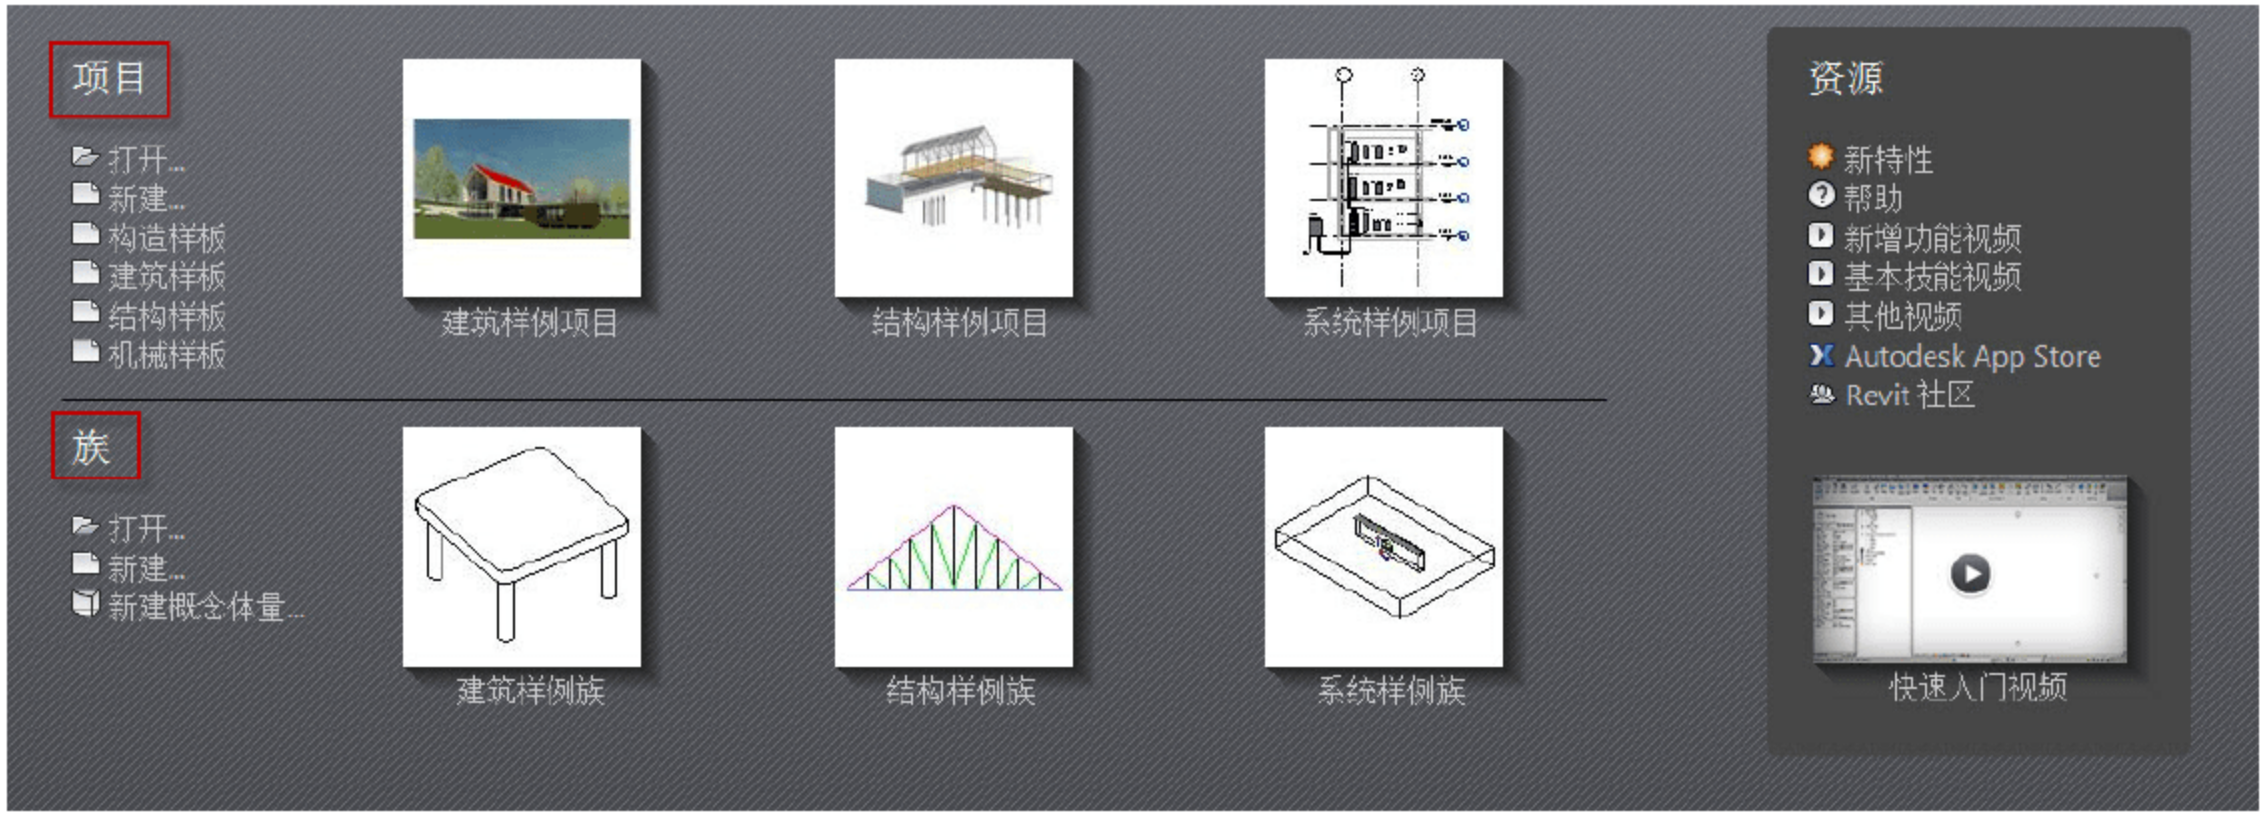 项目
打开...
新建...
构造样板
建筑样板
结构样板
机械样板
建筑样例项目
结构样例项目
系统样例项目
族
打开...
新建...
新建概念体量...
建筑样例族
结构样例族
系统样例族
资源
新特性
帮助
新增功能视频
基本技能视频
其他视频
Autodesk App Store
Revit 社区
快速入门视频